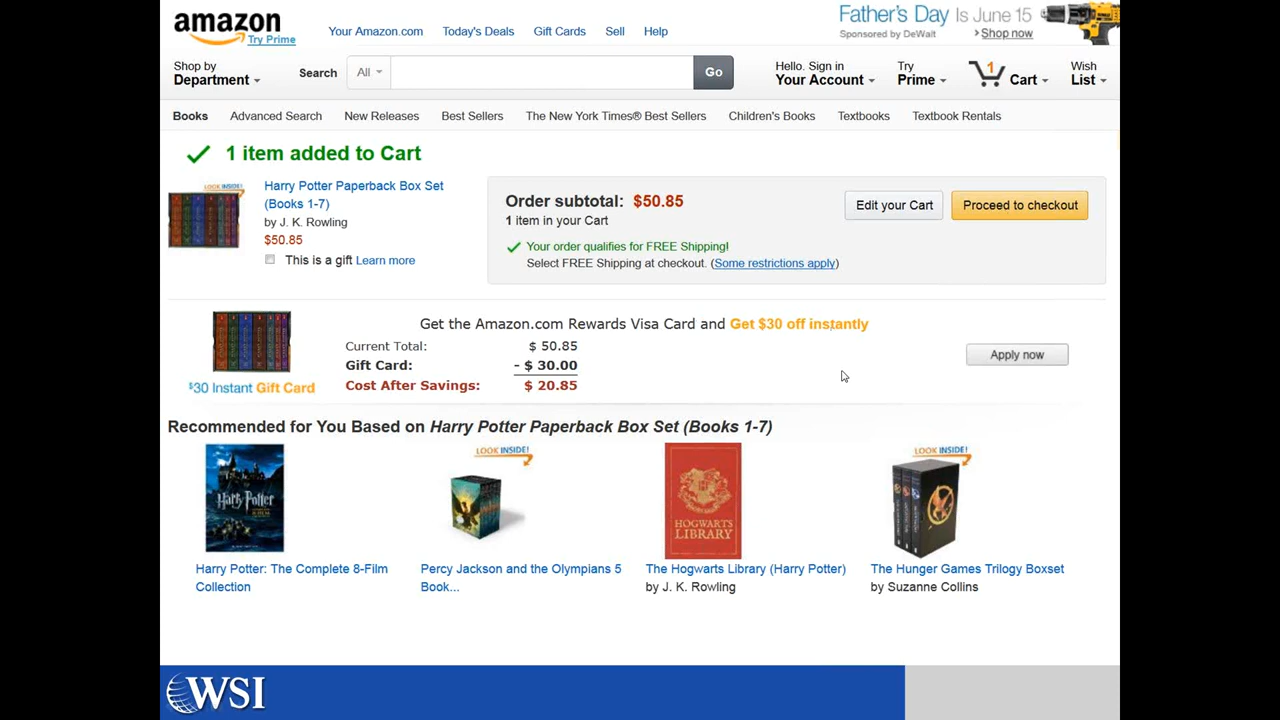 amazon
Try Prime
Your Amazon.com Today's Deals Gift Cards Sell Help
Father's Day Is June 15
Sponsored by DeWalt › Shop now
Shop by
Department
Search All Go
Hello. Sign in
Your Account
Try
Prime
1
Cart
Wish
List
Books Advanced Search New Releases Best Sellers The New York Times® Best Sellers Children's Books Textbooks Textbook Rentals
1 item added to Cart
LOOK INSIDE!
Harry Potter Paperback Box Set
(Books 1-7)
by J. K. Rowling
$50.85
This is a gift Learn more
Order subtotal: $50.85
1 item in your Cart
Edit your Cart
Proceed to checkout
Your order qualifies for FREE Shipping!
Select FREE Shipping at checkout. (Some restrictions apply)
Get the Amazon.com Rewards Visa Card and Get $30 off instantly
Current Total: $ 50.85
Gift Card: - $ 30.00
Cost After Savings: $ 20.85
$30 Instant Gift Card
Apply now
Recommended for You Based on Harry Potter Paperback Box Set (Books 1-7)
Harry Potter
LOOK INSIDE!
HOGWARTS
LIBRARY
LOOK INSIDE!
Harry Potter: The Complete 8-Film
Collection
Percy Jackson and the Olympians 5
Book...
The Hogwarts Library (Harry Potter)
by J. K. Rowling
The Hunger Games Trilogy Boxset
by Suzanne Collins
WSI